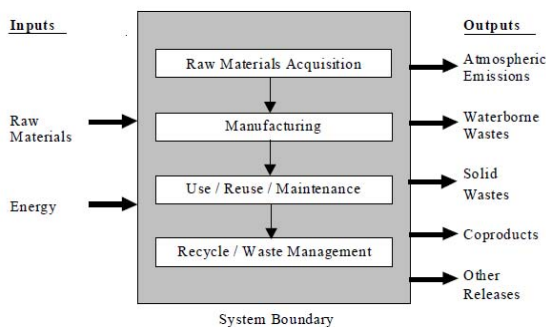 Inputs
Outputs
Raw Materials Acquisition
Manufacturing
Use / Reuse / Maintenance
Recycle / Waste Management
Raw
Materials
Energy
Atmospheric
Emissions
Waterborne
Wastes
Solid
Wastes
Coproducts
Other
Releases
System Boundary